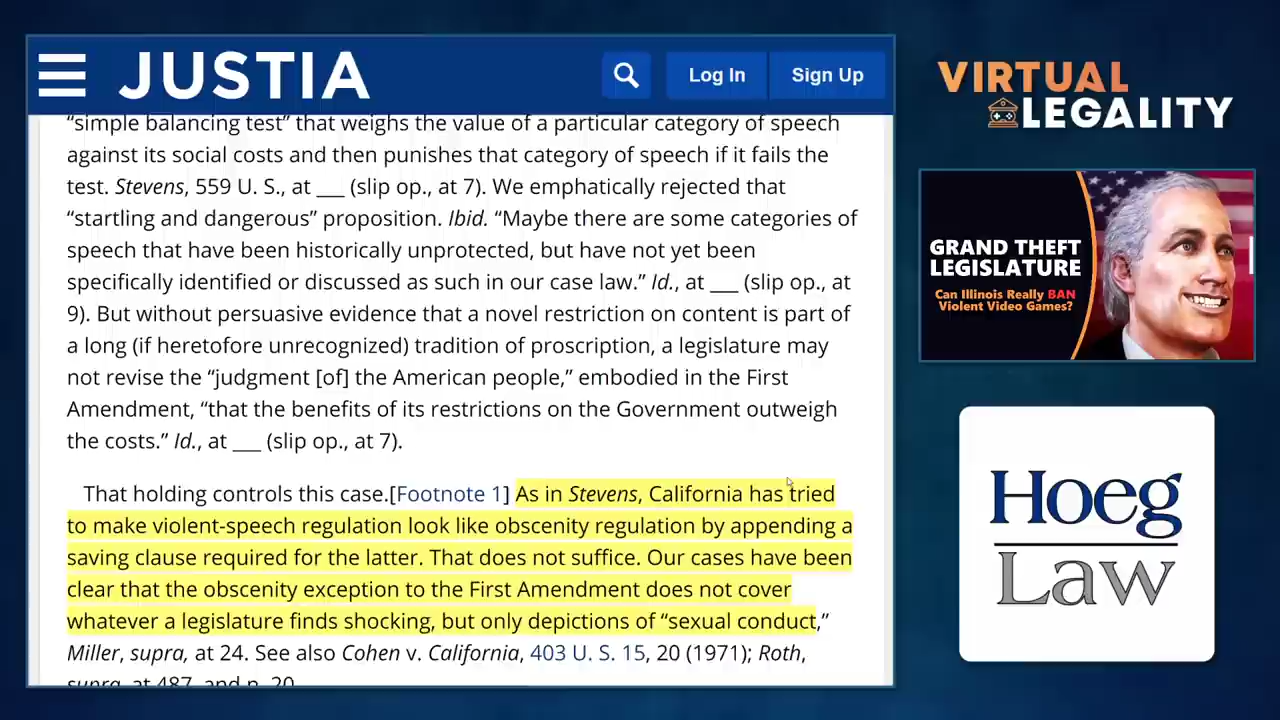 JUSTIA
Log In
Sign Up
“simple balancing test” that weighs the value of a particular category of speech
against its social costs and then punishes that category of speech if it fails the
test. Stevens, 559 U. S., at ___ (slip op., at 7). We emphatically rejected that
“startling and dangerous” proposition. Ibid. “Maybe there are some categories of
speech that have been historically unprotected, but have not yet been
specifically identified or discussed as such in our case law.” Id., at ___ (slip op., at
9). But without persuasive evidence that a novel restriction on content is part of
a long (if heretofore unrecognized) tradition of proscription, a legislature may
not revise the “judgment [of] the American people,” embodied in the First
Amendment, “that the benefits of its restrictions on the Government outweigh
the costs.” Id., at ___ (slip op., at 7).
That holding controls this case.[Footnote 1] As in Stevens, California has tried
to make violent-speech regulation look like obscenity regulation by appending a
saving clause required for the latter. That does not suffice. Our cases have been
clear that the obscenity exception to the First Amendment does not cover
whatever a legislature finds shocking, but only depictions of “sexual conduct,”
Miller, supra, at 24. See also Cohen v. California, 403 U. S. 15, 20 (1971); Roth,
supra, at 487, and n. 20.
VIRTUAL
LEGALITY
GRAND THEFT
LEGISLATURE
Can Illinois Really BAN
Violent Video Games?
Hoeg
Law